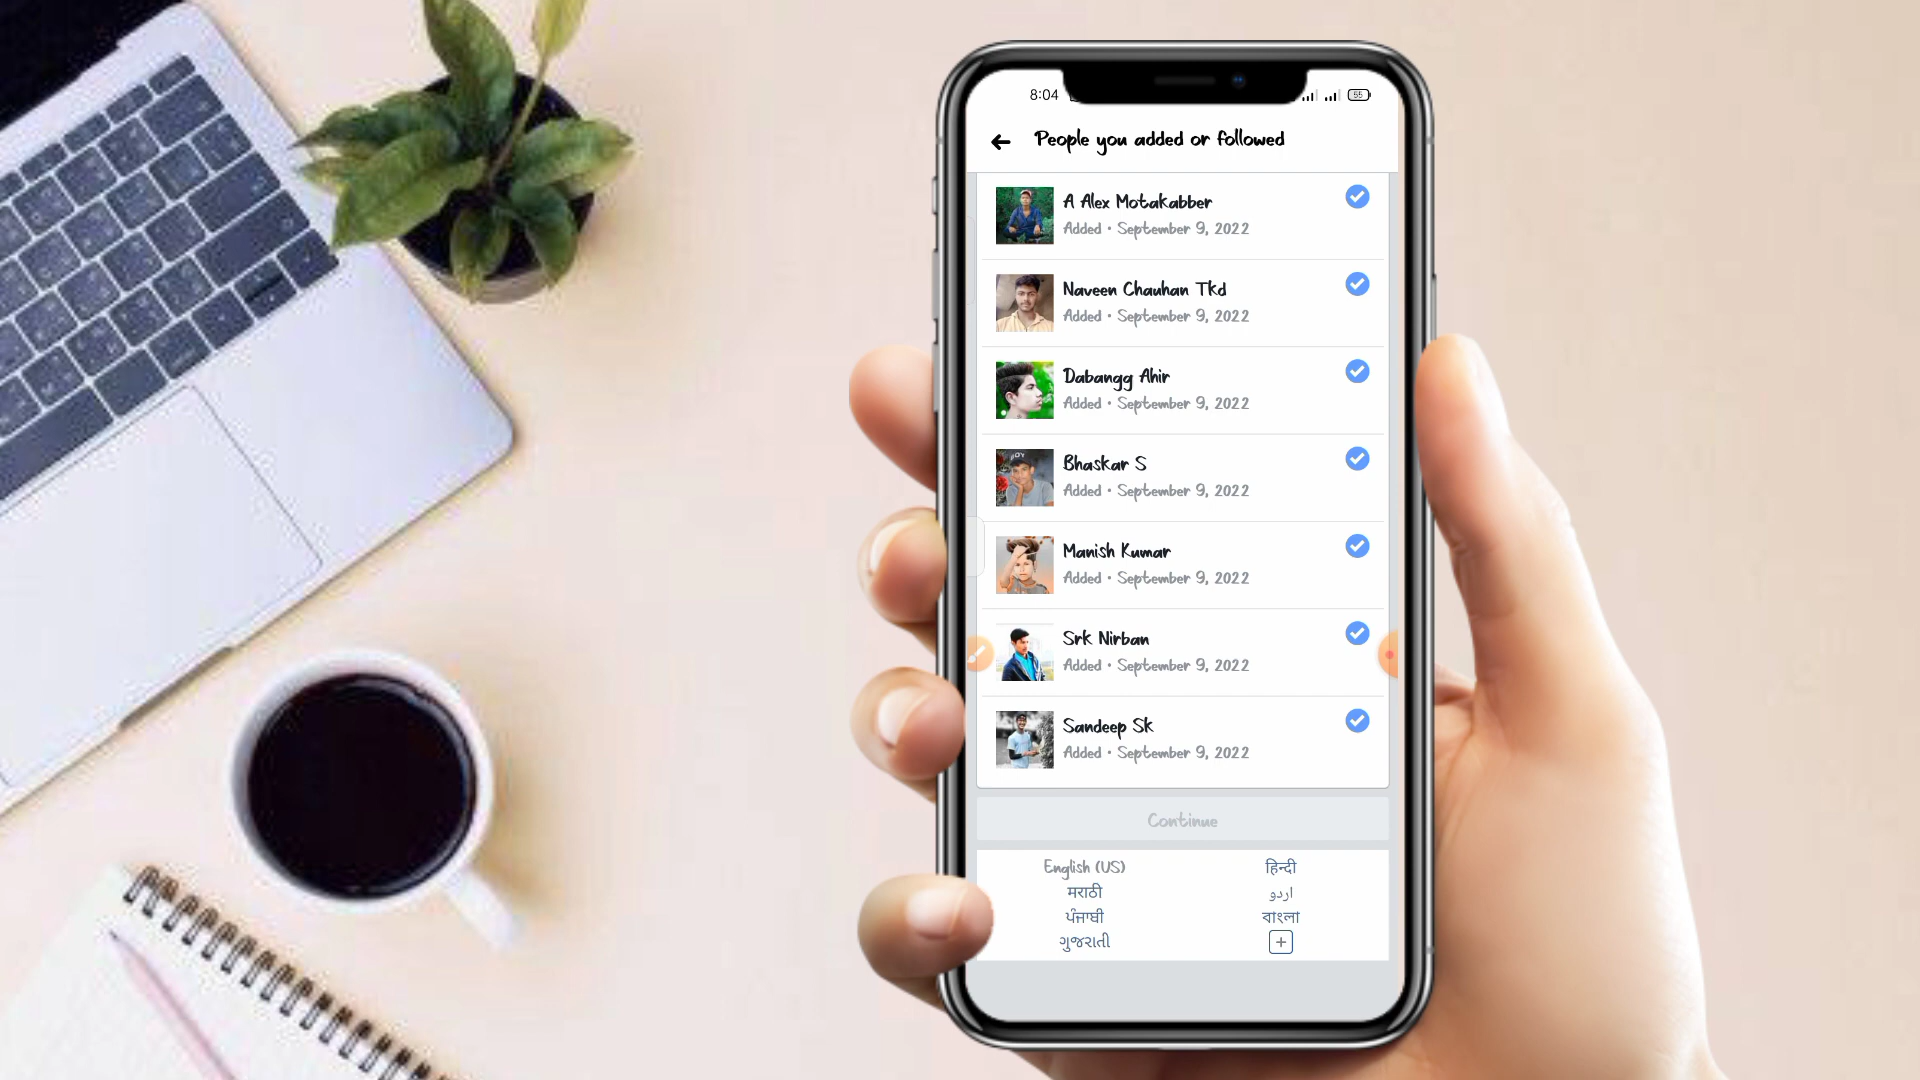 8:04
55
People you added or followed
A Alex Motakabber
Added • September 9, 2022
Naveen Chauhan Tkd
Added • September 9, 2022
Dabangg Ahir
Added • September 9, 2022
Bhaskar S
Added • September 9, 2022
Manish Kumar
Added • September 9, 2022
Srk Nirban
Added • September 9, 2022
Sandeep Sk
Added • September 9, 2022
Continue
English (US)
हिन्दी
मराठी
اردو
ਪੰਜਾਬੀ
বাংলা
ગુજરાતી